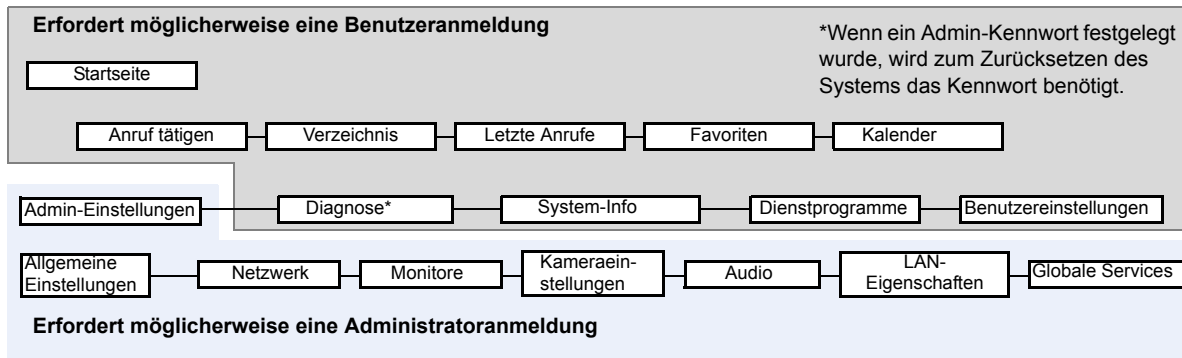 Erfordert möglicherweise eine Benutzeranmeldung
*Wenn ein Admin-Kennwort festgelegt
wurde, wird zum Zurücksetzen des
Systems das Kennwort benötigt.
Startseite
Anruf tätigen
Verzeichnis
Letzte Anrufe
Favoriten
Kalender
Admin-Einstellungen
Diagnose*
System-Info
Dienstprogramme
Benutzereinstellungen
Allgemeine
Einstellungen
Netzwerk
Monitore
Kameraein-
stellungen
Audio
LAN-
Eigenschaften
Globale Services
Erfordert möglicherweise eine Administratoranmeldung